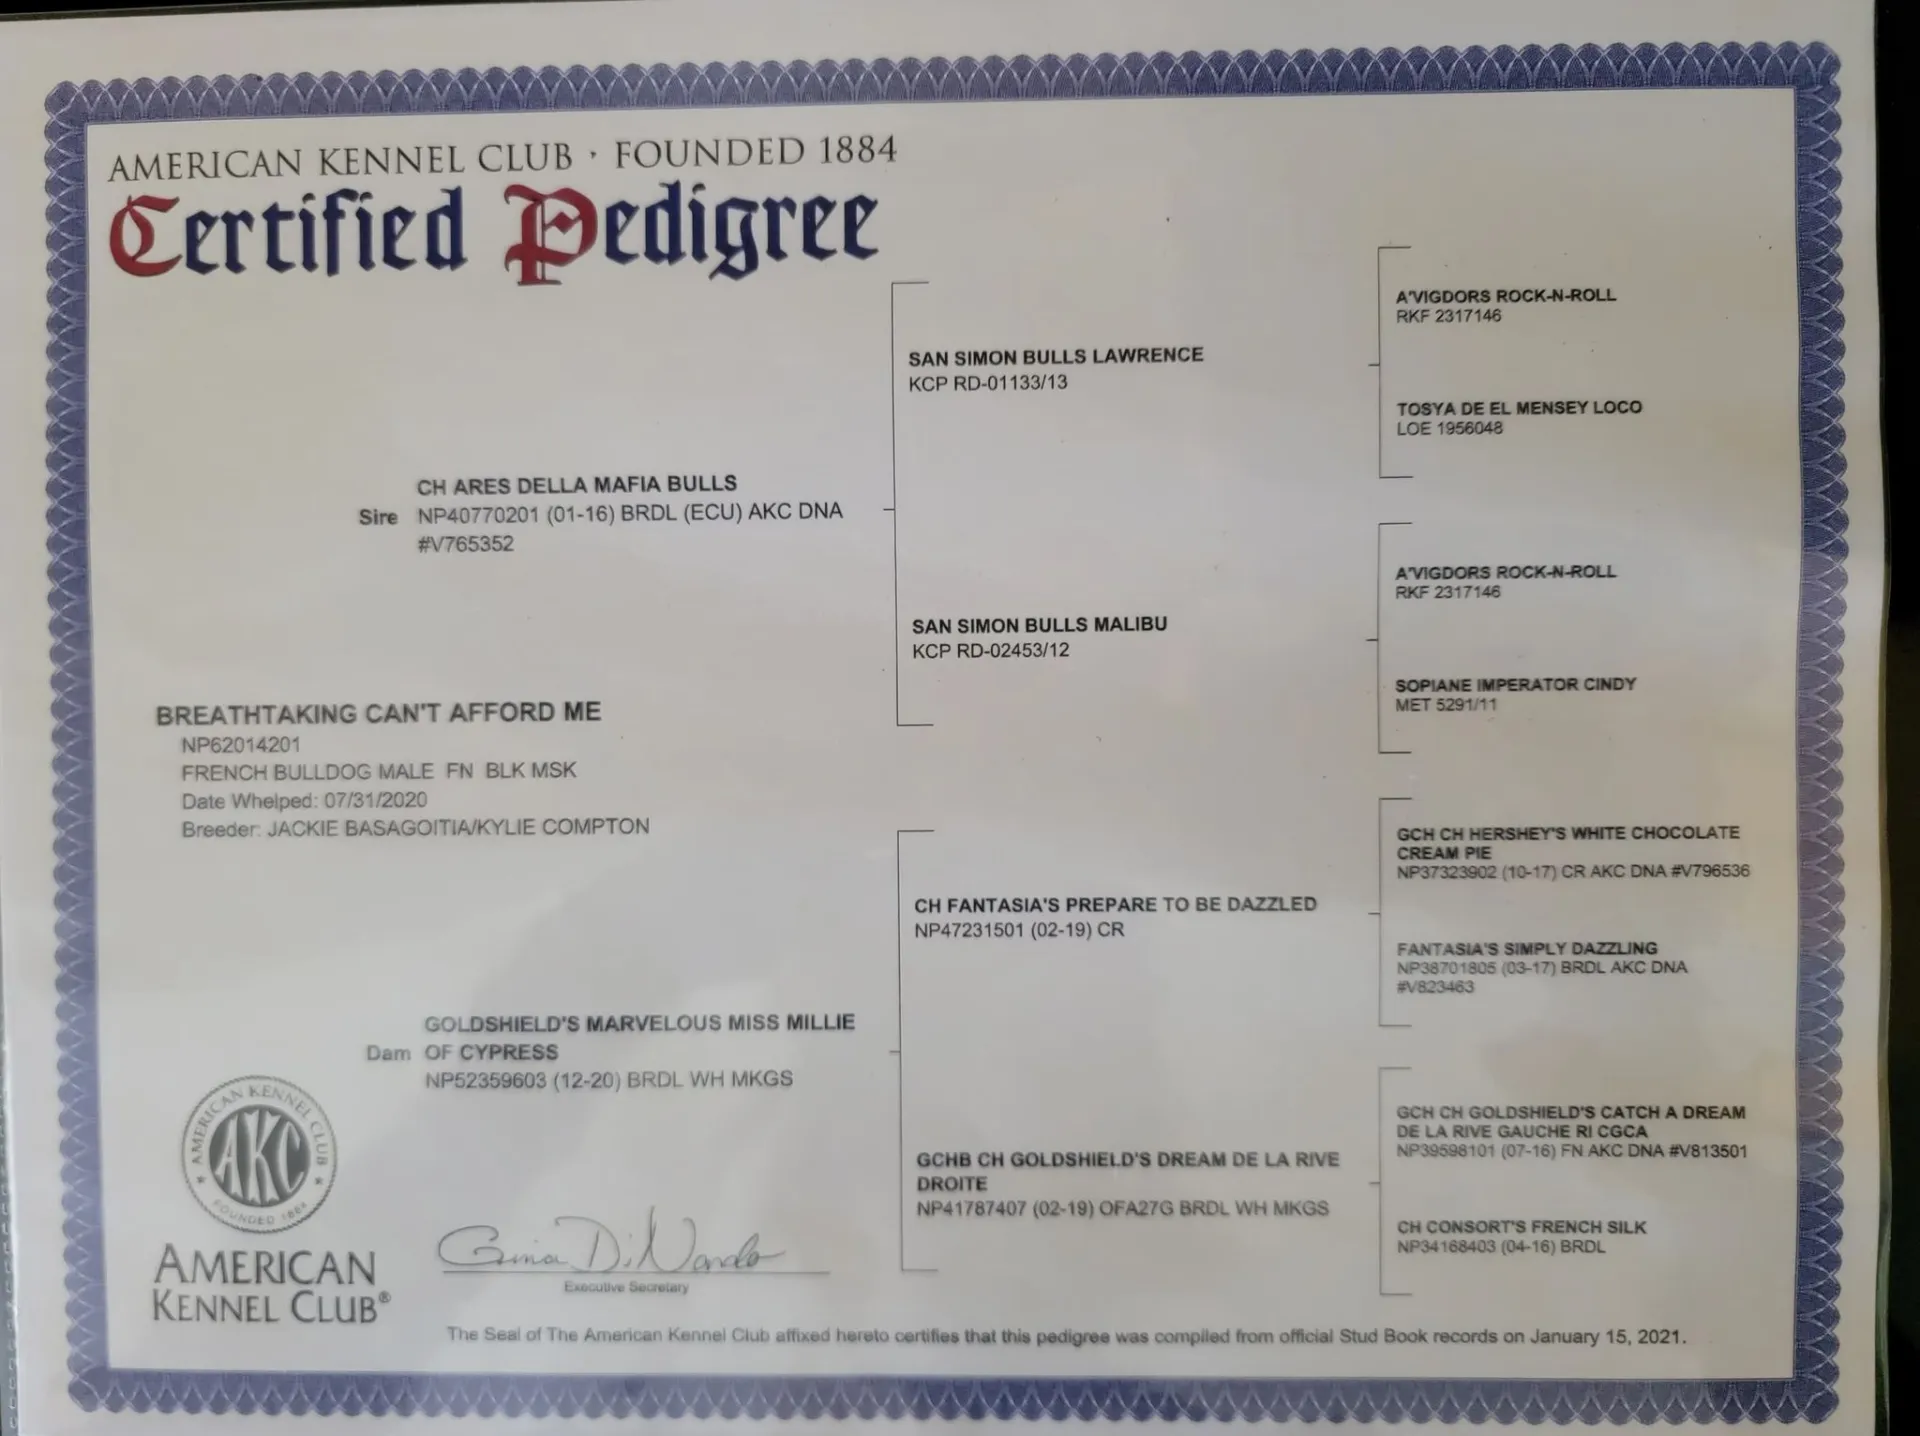 AMERICAN KENNEL CLUB · FOUNDED 1884
Certified Pedigree
A'VIGDORS ROCK-N-ROLL
RKF 2317146
SAN SIMON BULLS LAWRENCE
KCP RD-01133/13
TOSYA DE EL MENSEY LOCO
LOE 1956048
CH ARES DELLA MAFIA BULLS
Sire NP40770201 (01-16) BRDL (ECU) AKC DNA
#V765352
A'VIGDORS ROCK-N-ROLL
RKF 2317146
SAN SIMON BULLS MALIBU
KCP RD-02453/12
SOPIANE IMPERATOR CINDY
MET 5291/11
BREATHTAKING CAN'T AFFORD ME
NP62014201
FRENCH BULLDOG MALE FN BLK MSK
Date Whelped: 07/31/2020
Breeder: JACKIE BASAGOITIA/KYLIE COMPTON
GCH CH HERSHEY'S WHITE CHOCOLATE
CREAM PIE
NP37323902 (10-17) CR AKC DNA #V796536
CH FANTASIA'S PREPARE TO BE DAZZLED
NP47231501 (02-19) CR
FANTASIA'S SIMPLY DAZZLING
NP38701805 (03-17) BRDL AKC DNA
#V823463
GOLDSHIELD'S MARVELOUS MISS MILLIE
Dam OF CYPRESS
NP52359603 (12-20) BRDL WH MKGS
GCH CH GOLDSHIELD'S CATCH A DREAM
DE LA RIVE GAUCHE RI CGCA
NP39598101 (07-16) FN AKC DNA #V813501
GCHB CH GOLDSHIELD'S DREAM DE LA RIVE
DROITE
NP41787407 (02-19) OFA27G BRDL WH MKGS
CH CONSORT'S FRENCH SILK
NP34168403 (04-16) BRDL
AMERICAN KENNEL CLUB
AKC
FOUNDED 1884
AMERICAN
KENNEL CLUB®
Gina DiNardo
Executive Secretary
The Seal of The American Kennel Club affixed hereto certifies that this pedigree was compiled from official Stud Book records on January 15, 2021.